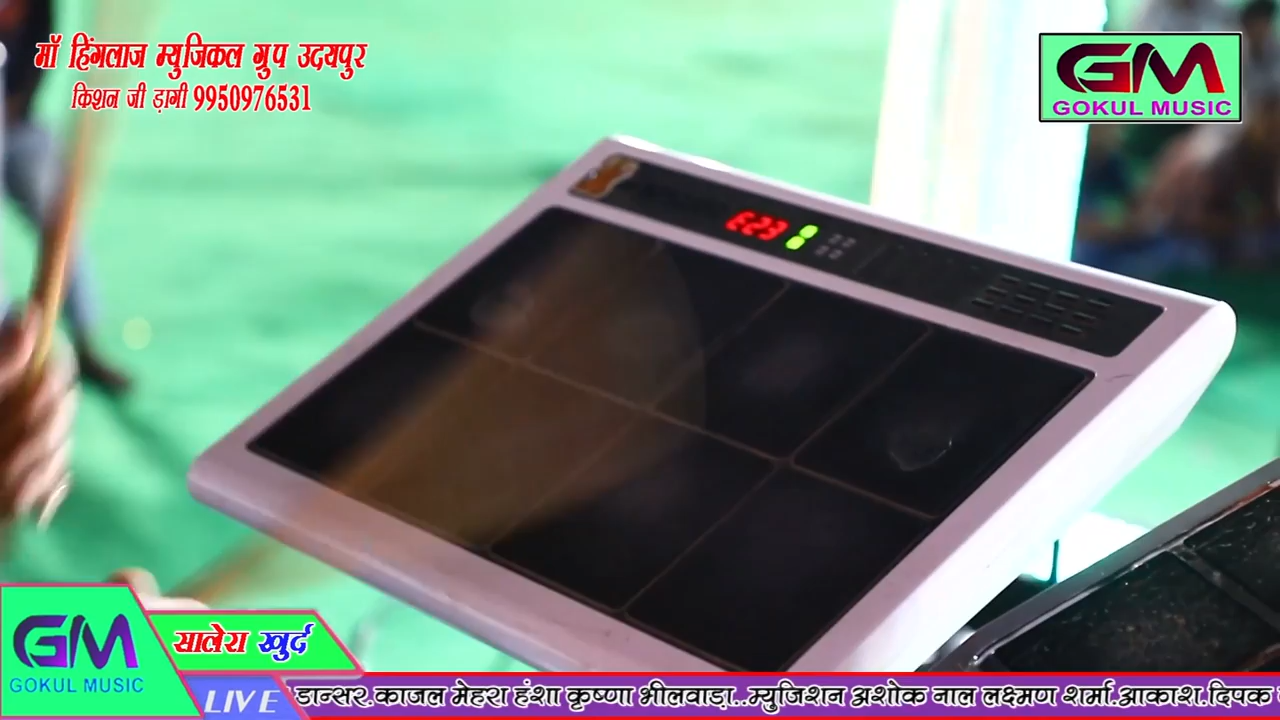 माँ हिंगलाज म्युजिकल ग्रुप उदयपुर
किशन जी ड़ागी 9950976531
GM
GOKUL MUSIC
E23
GM
GOKUL MUSIC
सालेरा खुर्द
LIVE
डान्सर.काजल मेहरा हंशा कृष्णा भीलवाड़ा..म्युजिशन अशोक नाल लक्ष्मण शर्मा.आकाश.दिपक